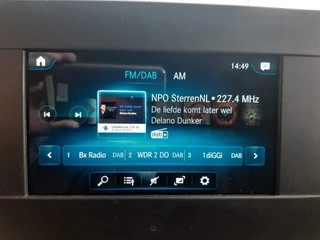 14:49
FM/DAB AM
NPO SterrenNL • 227.4 MHz
De liefde komt later wel
Delano Dunker
dab+
1 Bx Radio DAB 2 WDR 2 DO DAB 3 1diGGi DAB